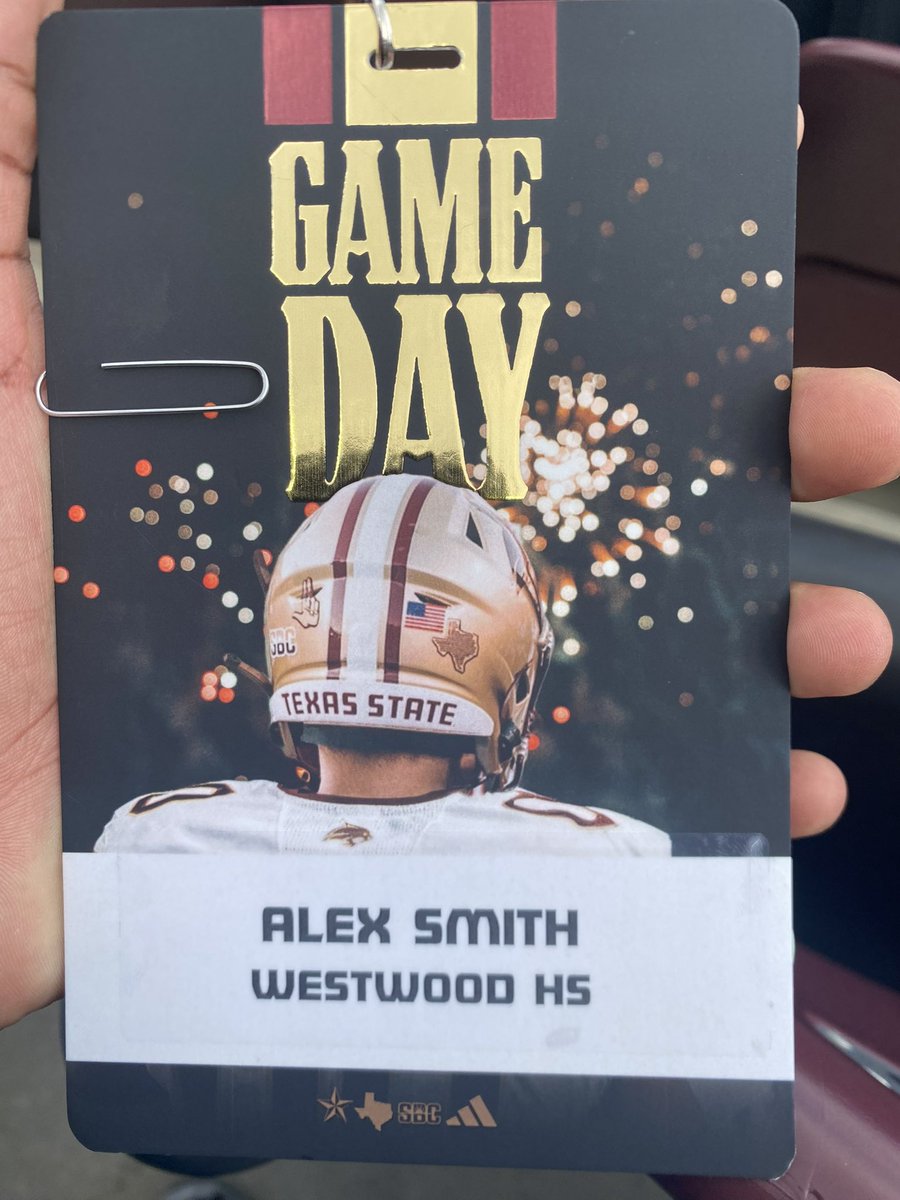 GAME
DAY
SBC
TEXAS STATE
ALEX SMITH
WESTWOOD HS
SBC